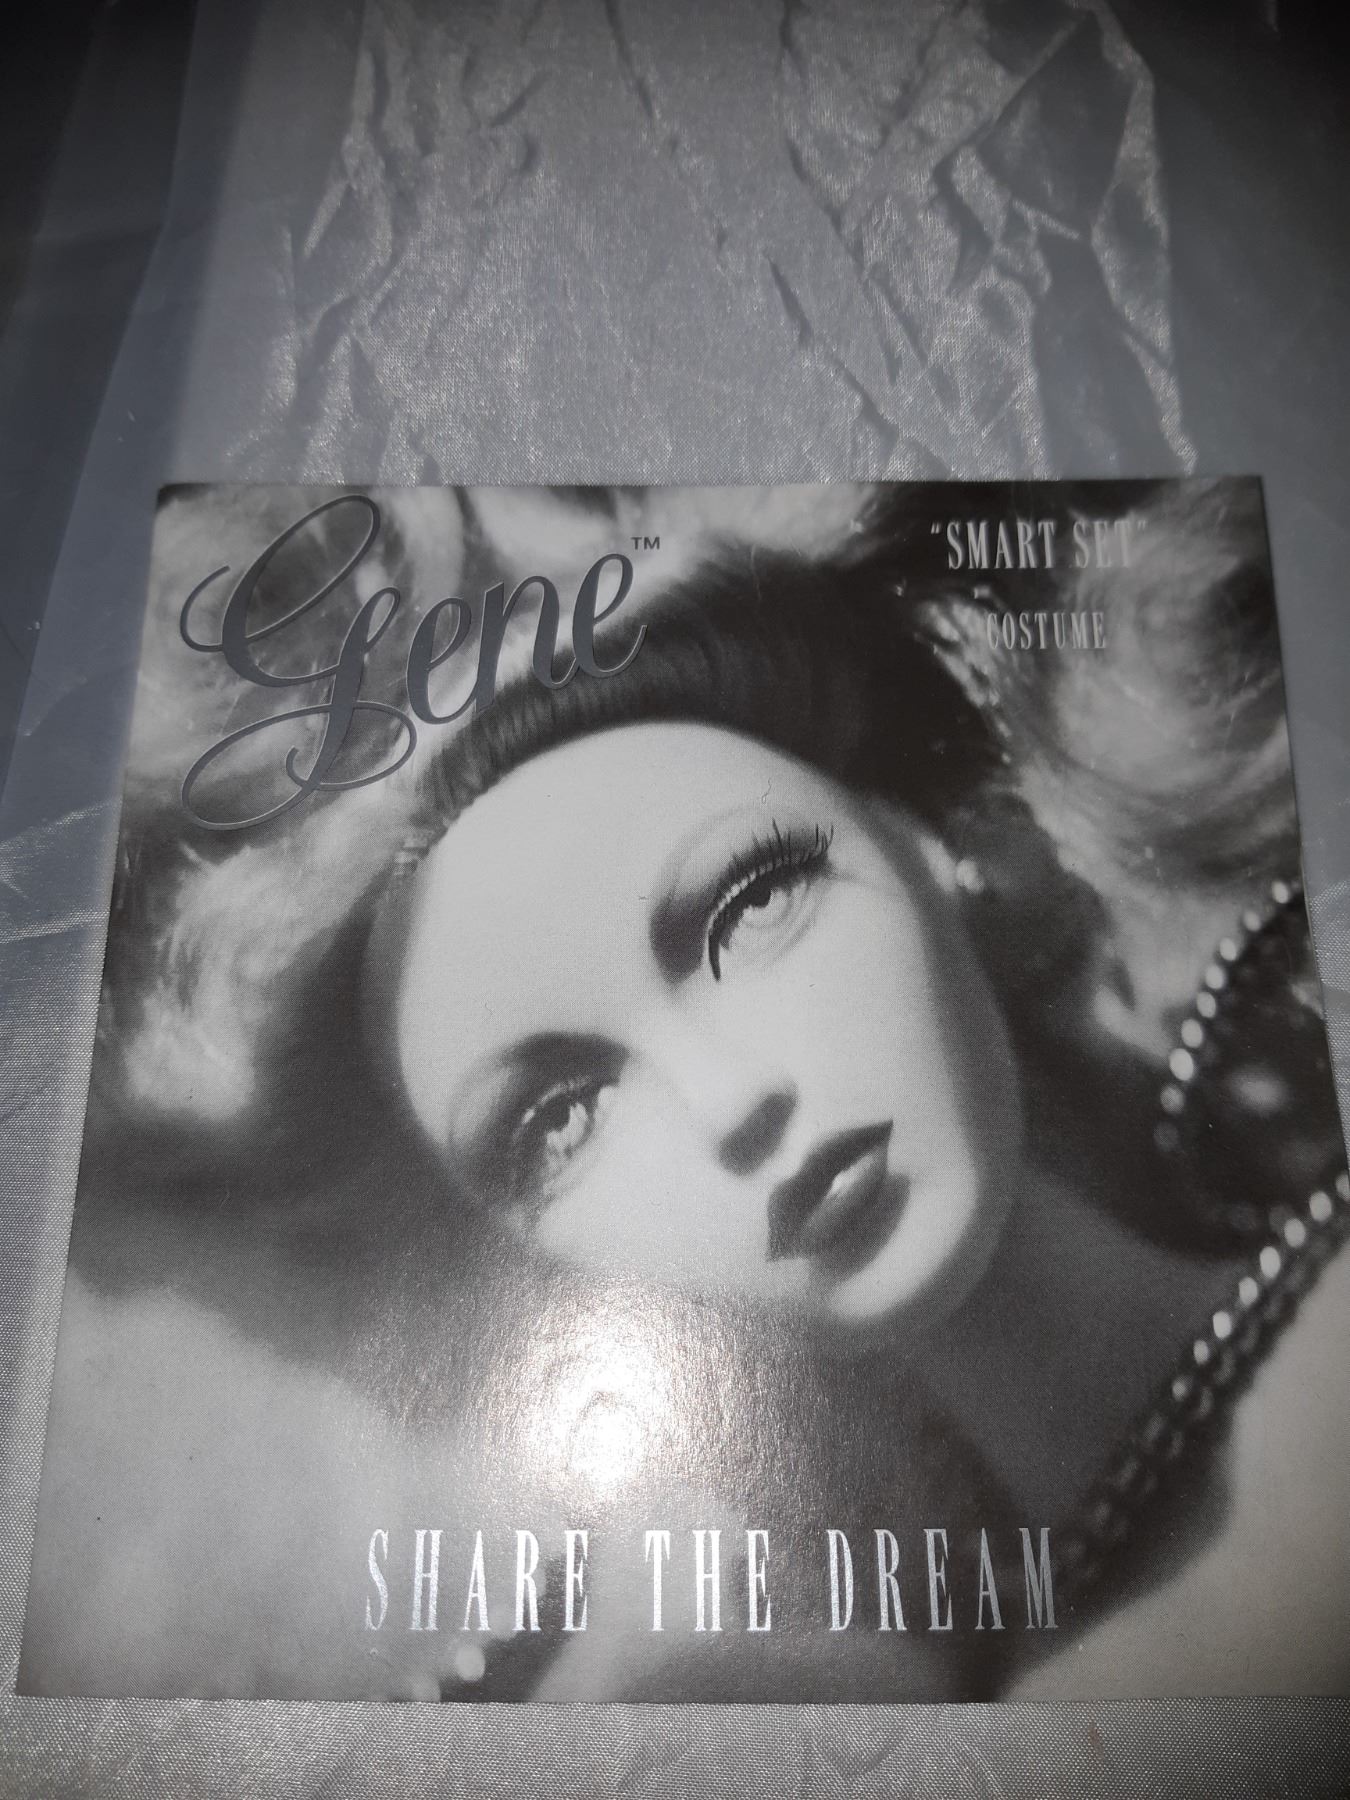 Gene™
"SMART SET"
COSTUME
SHARE THE DREAM